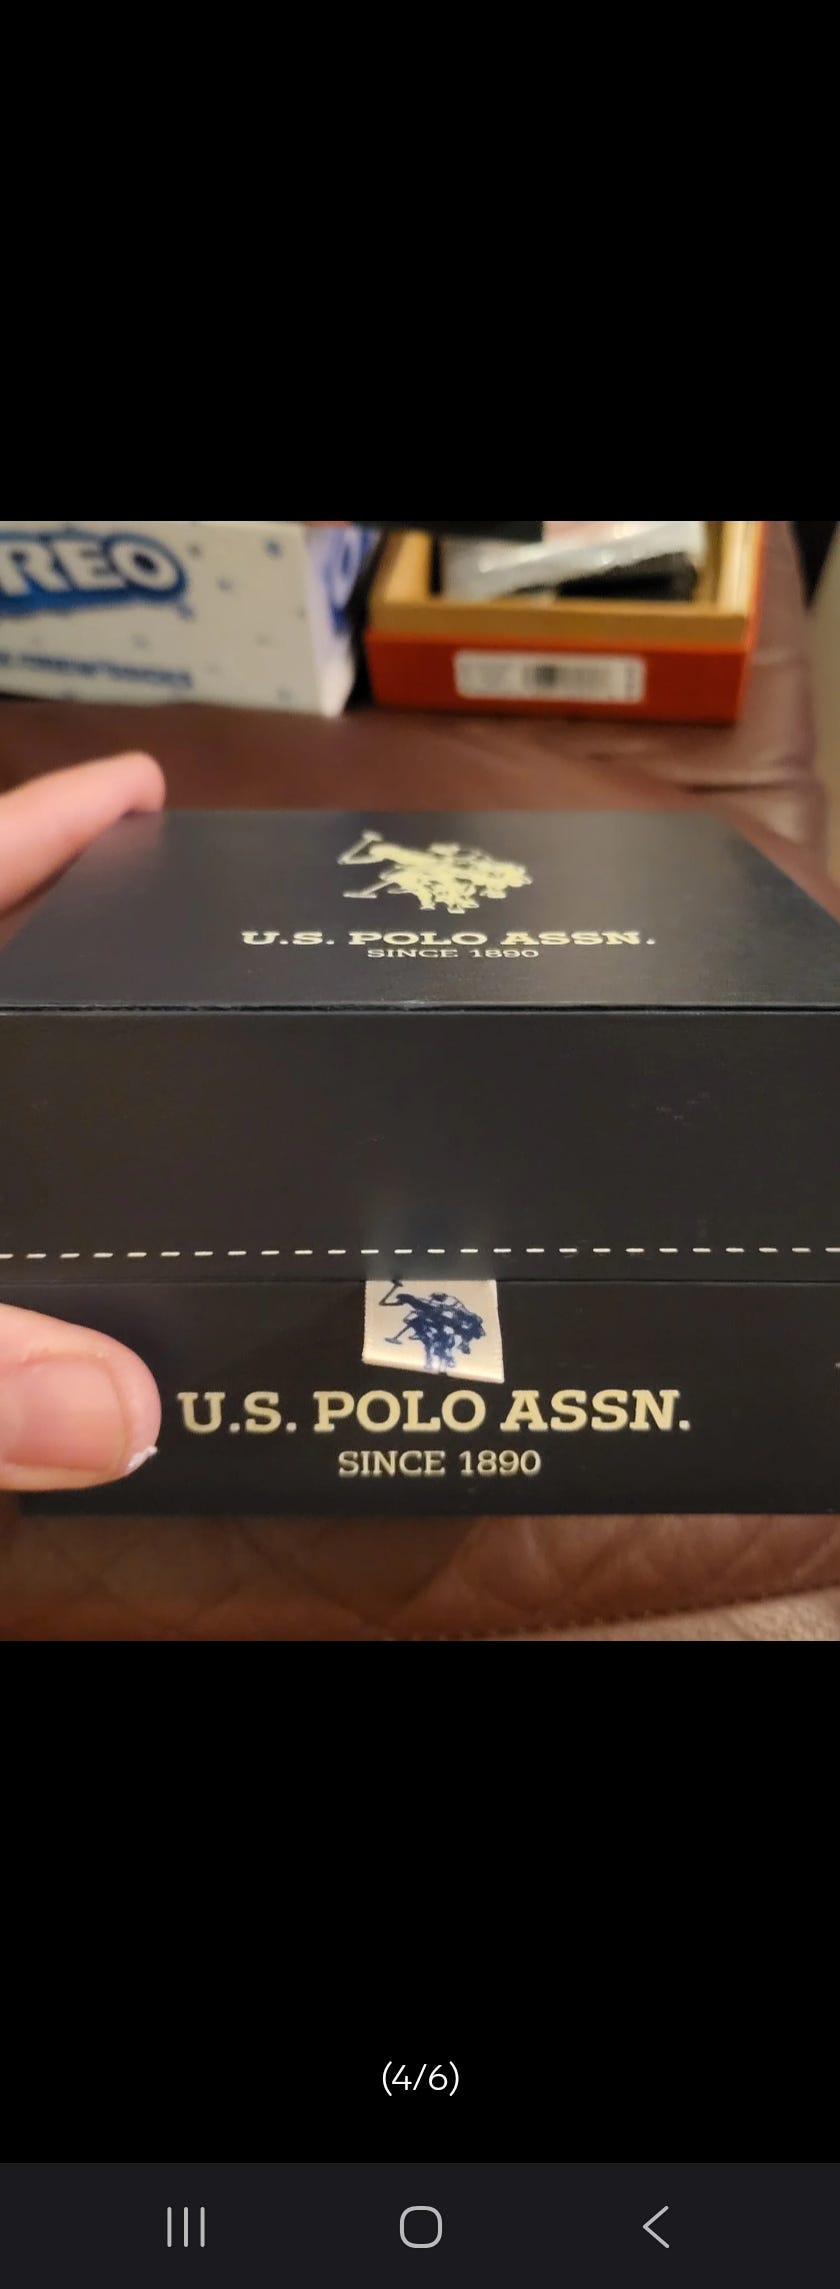 REO
U.S. POLO ASSN.
SINCE 1890
U.S. POLO ASSN.
SINCE 1890
(4/6)